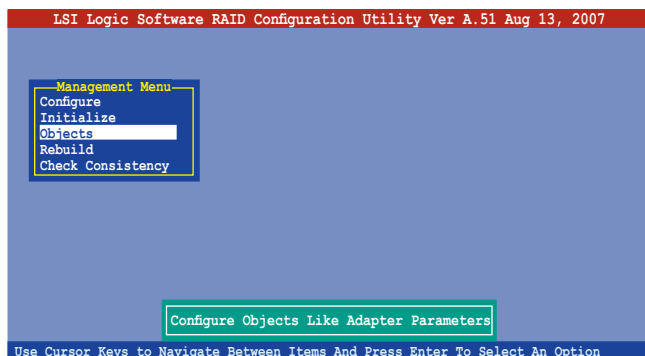 LSI Logic Software RAID Configuration Utility Ver A.51 Aug 13, 2007
Management Menu
Configure
Initialize
Objects
Rebuild
Check Consistency
Configure Objects Like Adapter Parameters
Use Cursor Keys to Navigate Between Items And Press Enter To Select An Option